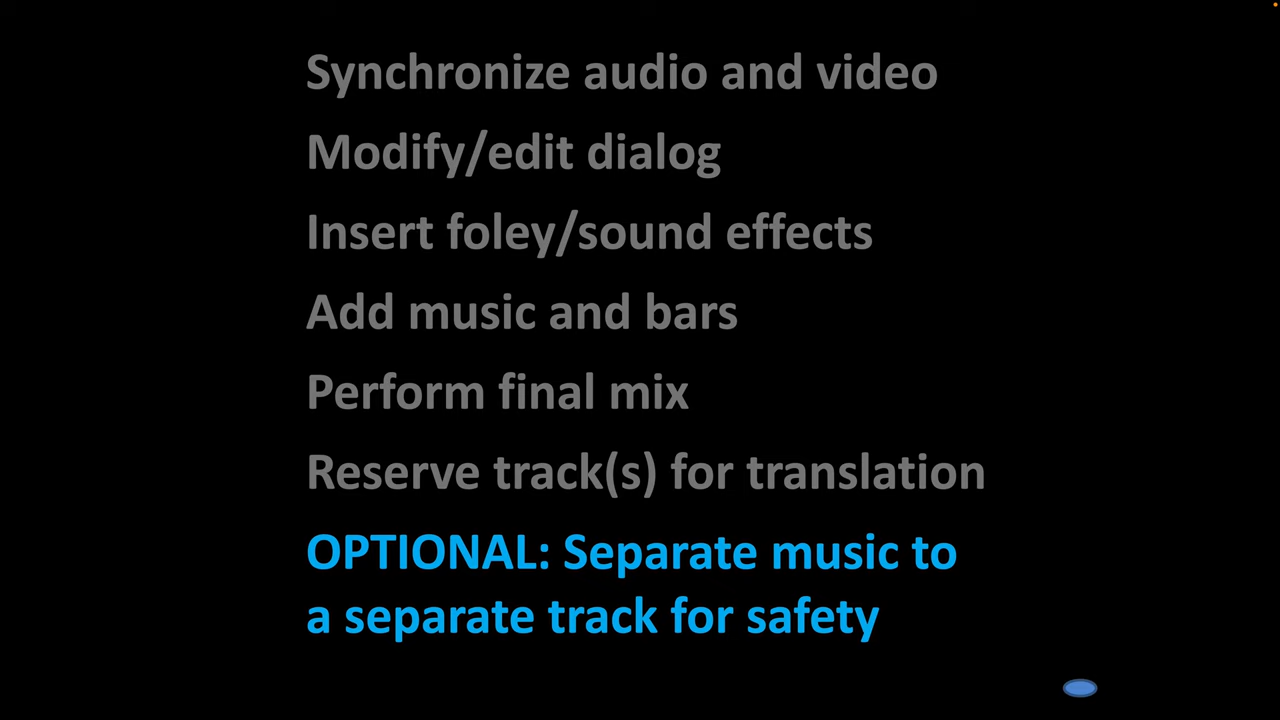 Synchronize audio and video
Modify/edit dialog
Insert foley/sound effects
Add music and bars
Perform final mix
Reserve track(s) for translation
OPTIONAL: Separate music to
a separate track for safety